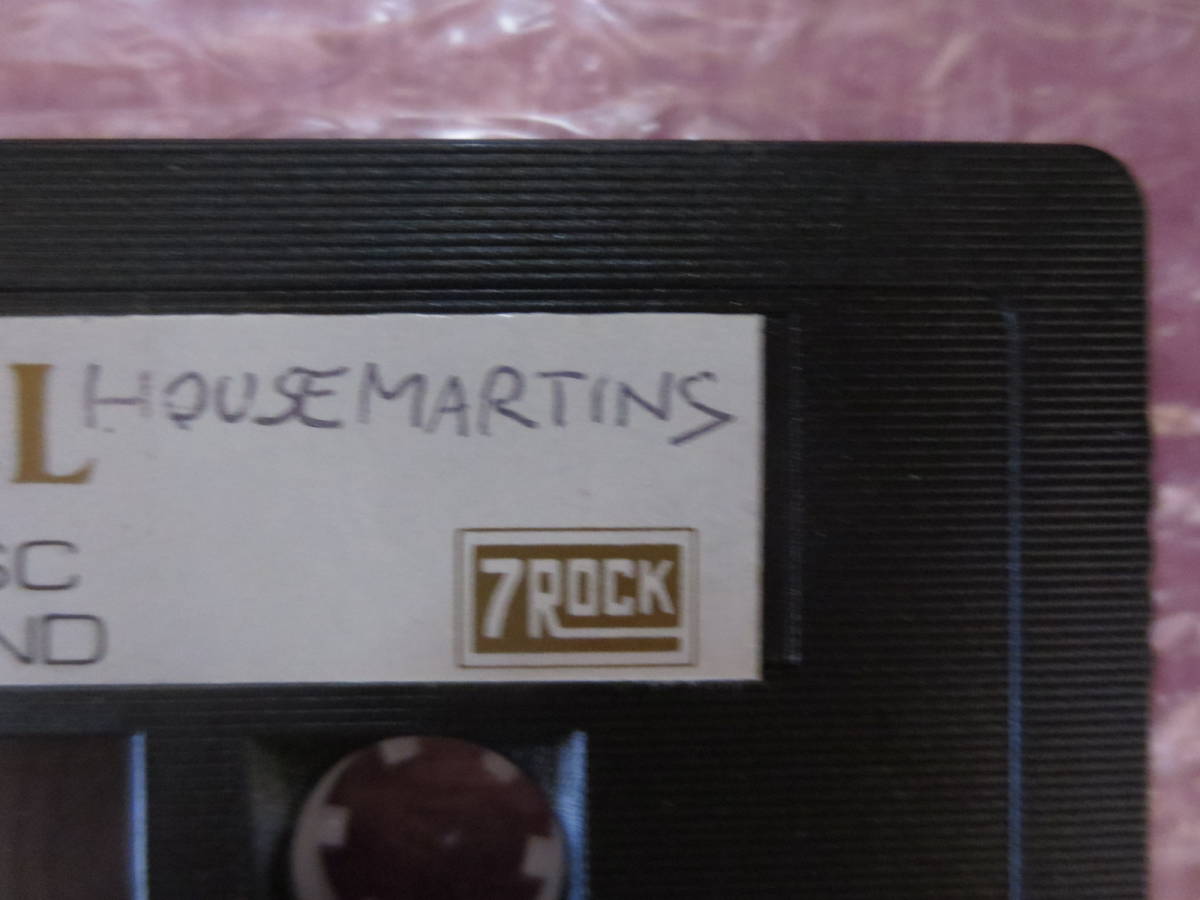 L HOUSEMARTINS
SC
ND
7ROCK